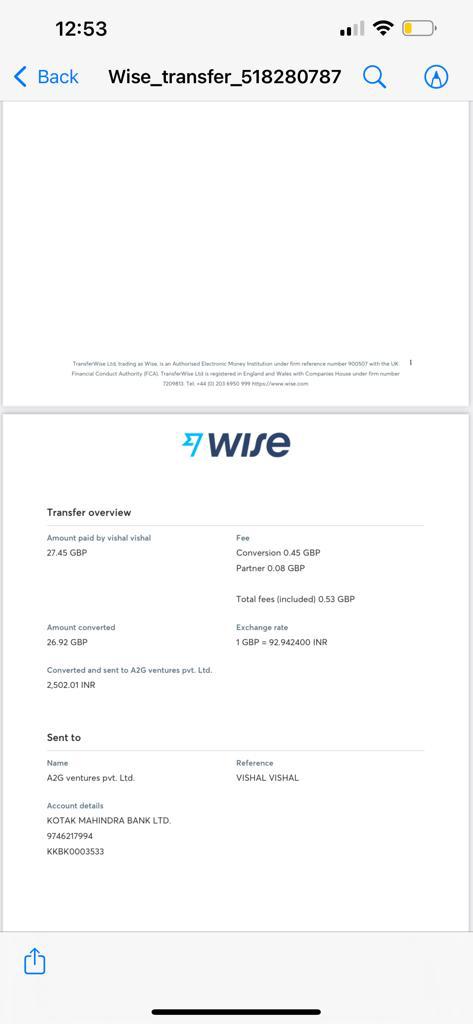 12:53
Back
Wise_transfer_518280787
TransferWise Ltd, trading as Wise, is an Authorised Electronic Money Institution under firm reference number 900507 with the UK
1
Financial Conduct Authority (FCA). TransferWise Ltd is registered in England and Wales with Companies House under firm number
7209813. Tel. +44 (0) 203 6950 999 https://www.wise.com
wise
Transfer overview
Amount paid by vishal vishal
27.45 GBP
Fee
Conversion 0.45 GBP
Partner 0.08 GBP
Total fees (included) 0.53 GBP
Amount converted
26.92 GBP
Exchange rate
1 GBP = 92.942400 INR
Converted and sent to A2G ventures pvt. Ltd.
2,502.01 INR
Sent to
Name
A2G ventures pvt. Ltd.
Reference
VISHAL VISHAL
Account details
KOTAK MAHINDRA BANK LTD.
9746217994
KKBK0003533